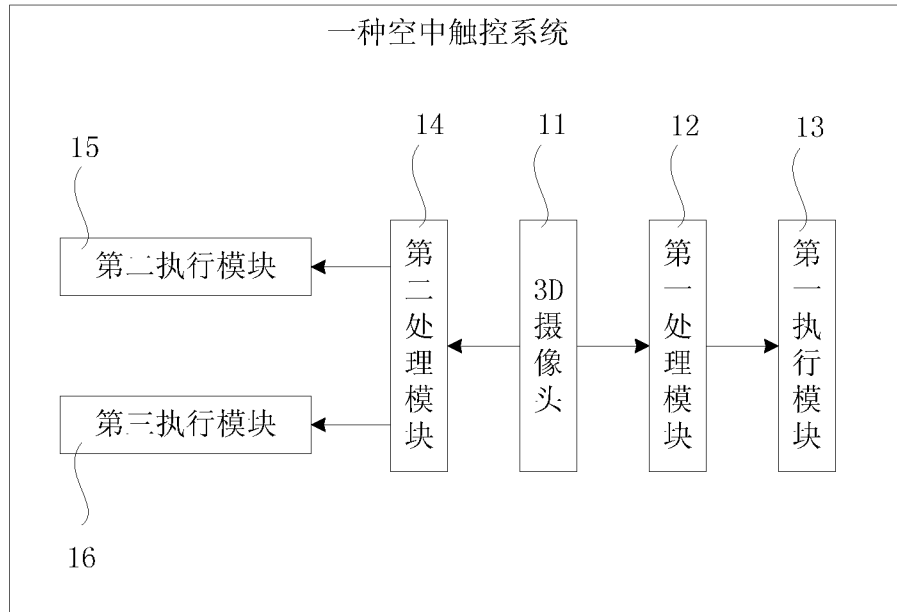 一种空中触控系统
15
14
11
12
13
第二执行模块
第二处理模块
3D摄像头
第一处理模块
第一执行模块
第三执行模块
16